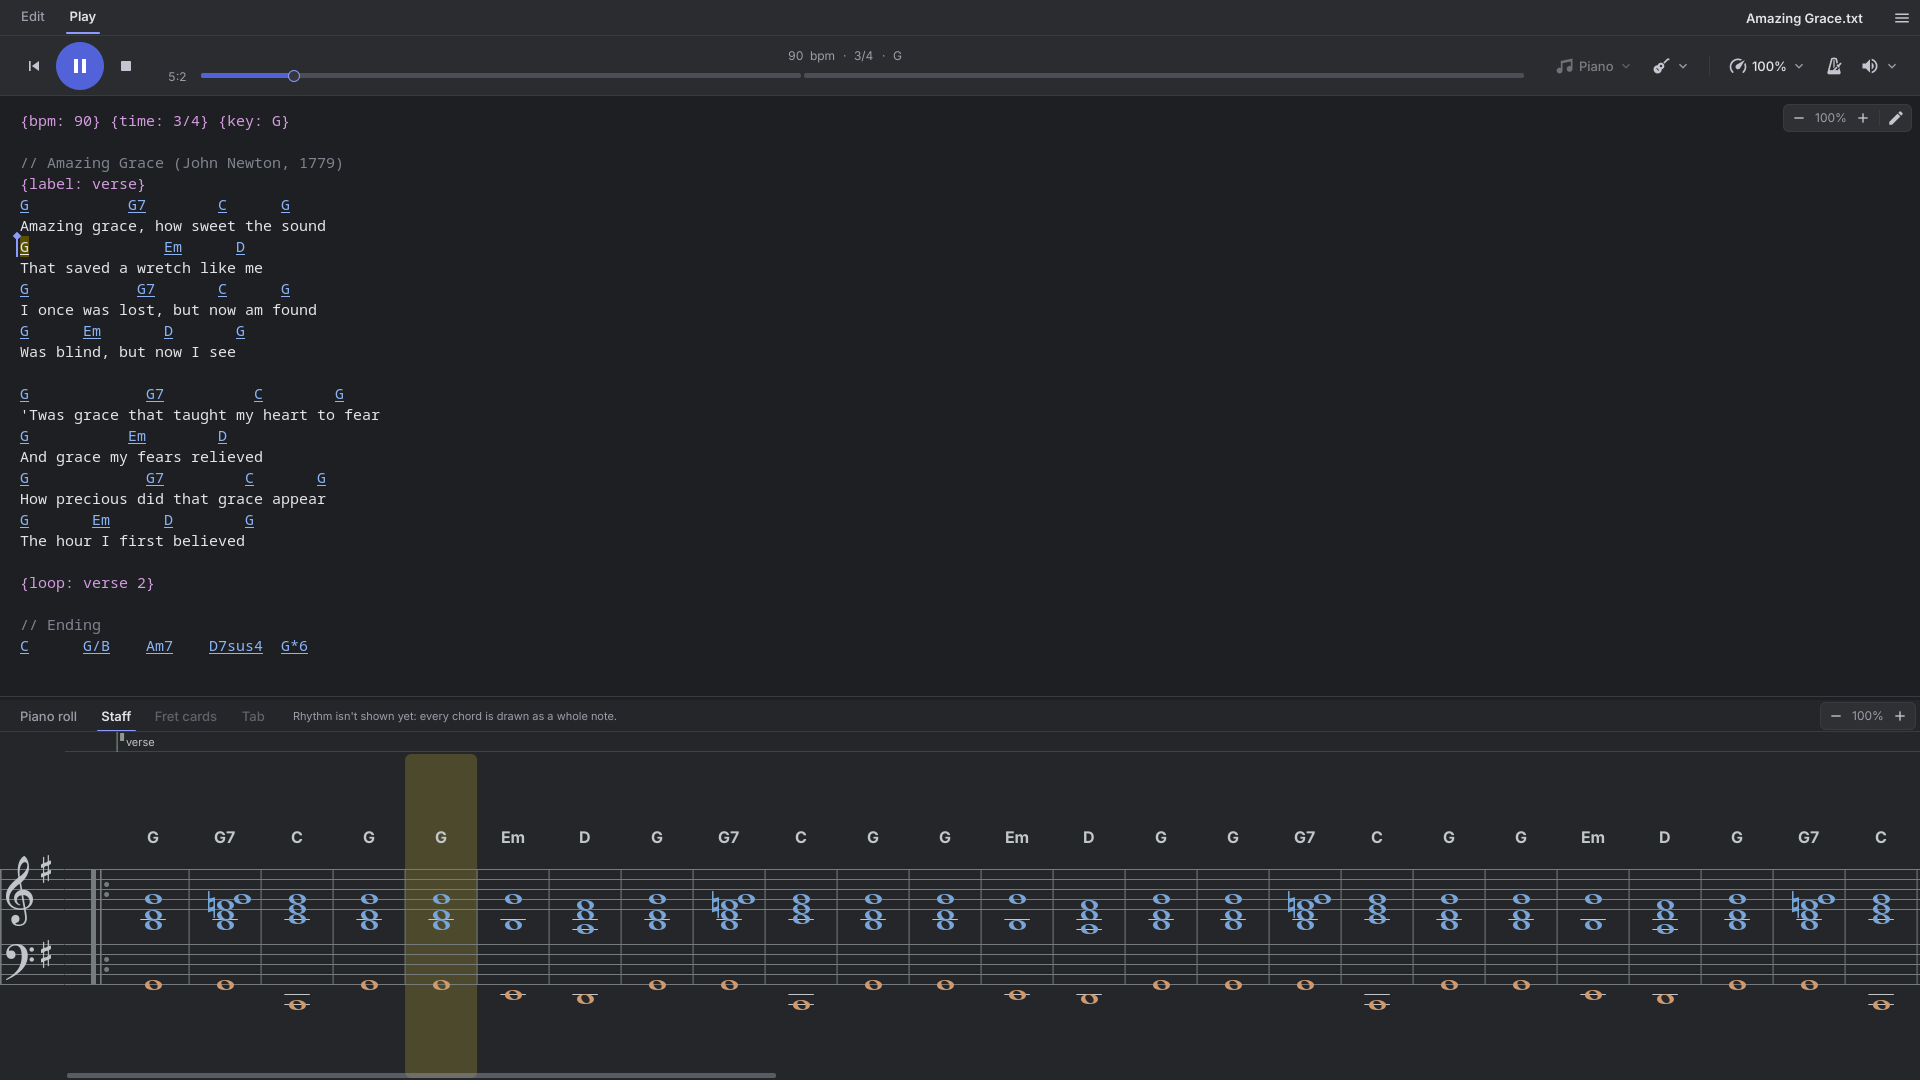 Edit Play Amazing Grace.txt
90 bpm · 3/4 · G
5:2 Piano 100%
{bpm: 90} {time: 3/4} {key: G}
100%
// Amazing Grace (John Newton, 1779)
{label: verse}
G G7 C G
Amazing grace, how sweet the sound
G Em D
That saved a wretch like me
G G7 C G
I once was lost, but now am found
G Em D G
Was blind, but now I see
G G7 C G
'Twas grace that taught my heart to fear
G Em D
And grace my fears relieved
G G7 C G
How precious did that grace appear
G Em D G
The hour I first believed
{loop: verse 2}
// Ending
C G/B Am7 D7sus4 G*6
Piano roll Staff Fret cards Tab Rhythm isn't shown yet: every chord is drawn as a whole note. 100%
verse
G G7 C G G Em D G G7 C G G Em D G G G7 C G G Em D G G7 C